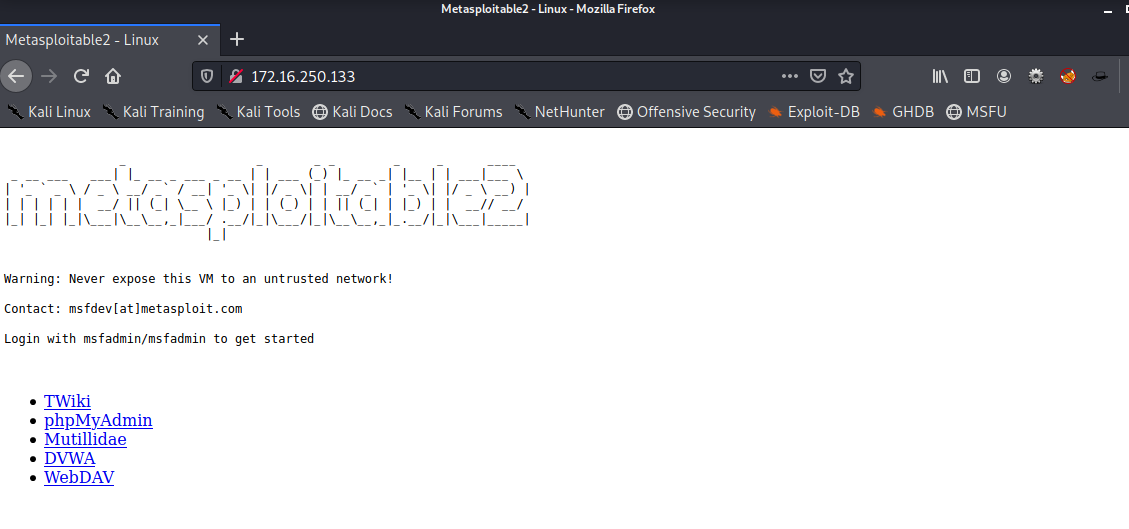 Metasploitable2 - Linux - Mozilla Firefox
Metasploitable2 - Linux
172.16.250.133
Kali Linux Kali Training Kali Tools Kali Docs Kali Forums NetHunter Offensive Security Exploit-DB GHDB MSFU
metasploitable2
Warning: Never expose this VM to an untrusted network!
Contact: msfdev[at]metasploit.com
Login with msfadmin/msfadmin to get started
TWiki
phpMyAdmin
Mutillidae
DVWA
WebDAV